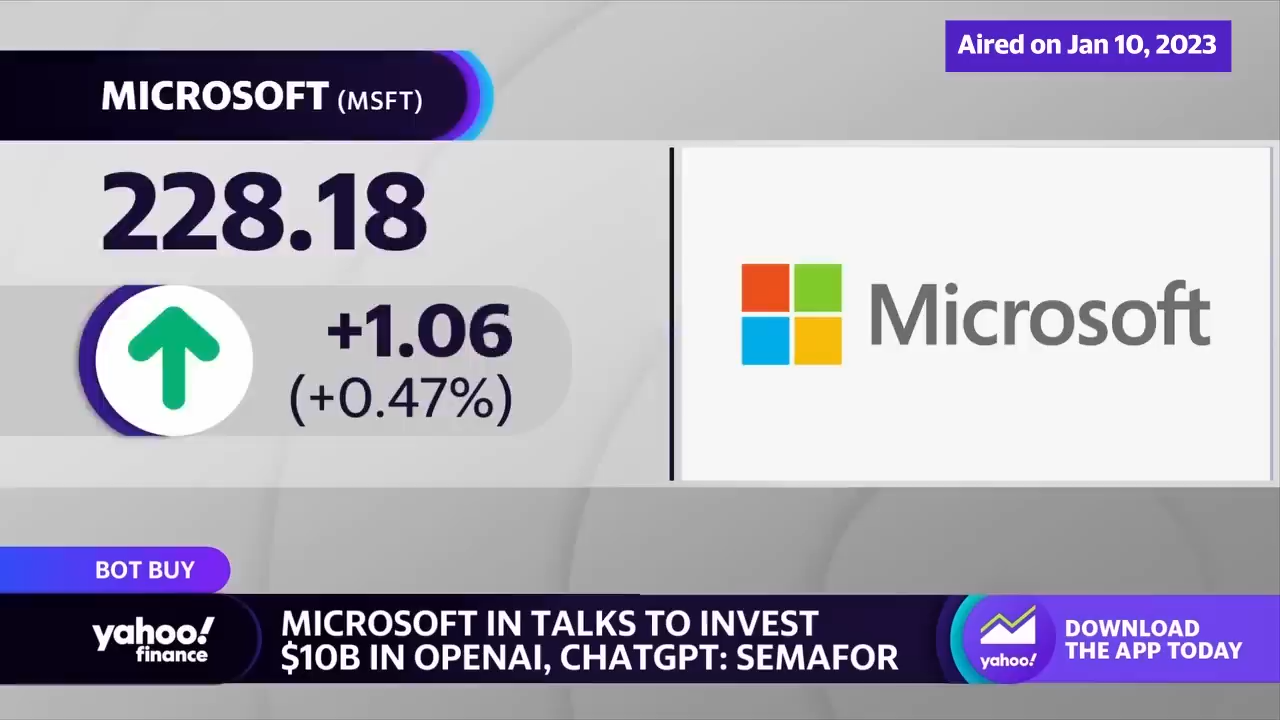 Aired on Jan 10, 2023
MICROSOFT (MSFT)
228.18
+1.06
(+0.47%)
Microsoft
BOT BUY
yahoo!
finance
MICROSOFT IN TALKS TO INVEST
$10B IN OPENAI, CHATGPT: SEMAFOR
yahoo!
DOWNLOAD
THE APP TODAY